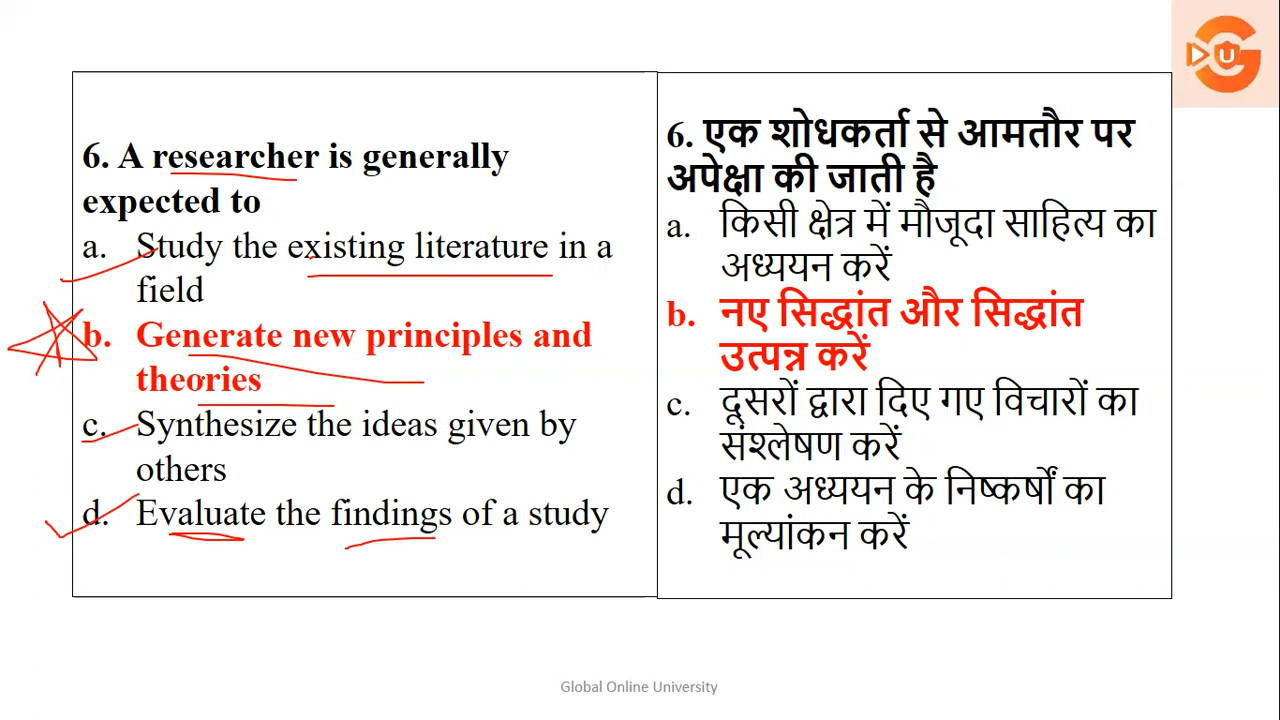 U
6. A researcher is generally
expected to
a. Study the existing literature in a
field
b. Generate new principles and
theories
c. Synthesize the ideas given by
others
d. Evaluate the findings of a study
6. एक शोधकर्ता से आमतौर पर
अपेक्षा की जाती है
a. किसी क्षेत्र में मौजूदा साहित्य का
अध्ययन करें
b. नए सिद्धांत और सिद्धांत
उत्पन्न करें
c. दूसरों द्वारा दिए गए विचारों का
संश्लेषण करें
d. एक अध्ययन के निष्कर्षों का
मूल्यांकन करें
Global Online University